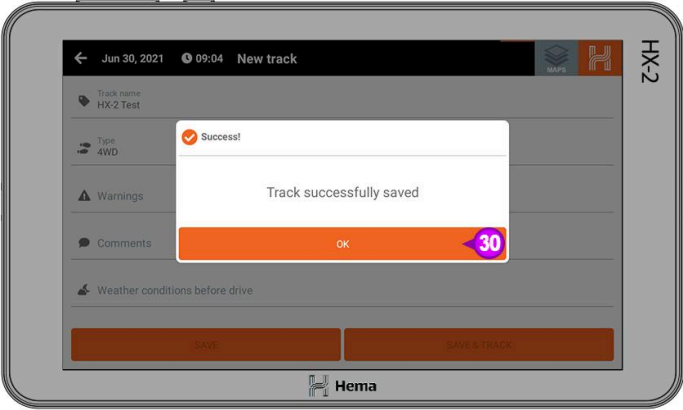 Jun 30, 2021 09:04 New track
MAPS
HX-2
Track name
HX-2 Test
Type
4WD
Success!
Warnings
Track successfully saved
Comments
OK
30
Weather conditions before drive
SAVE
SAVE & TRACK
Hema